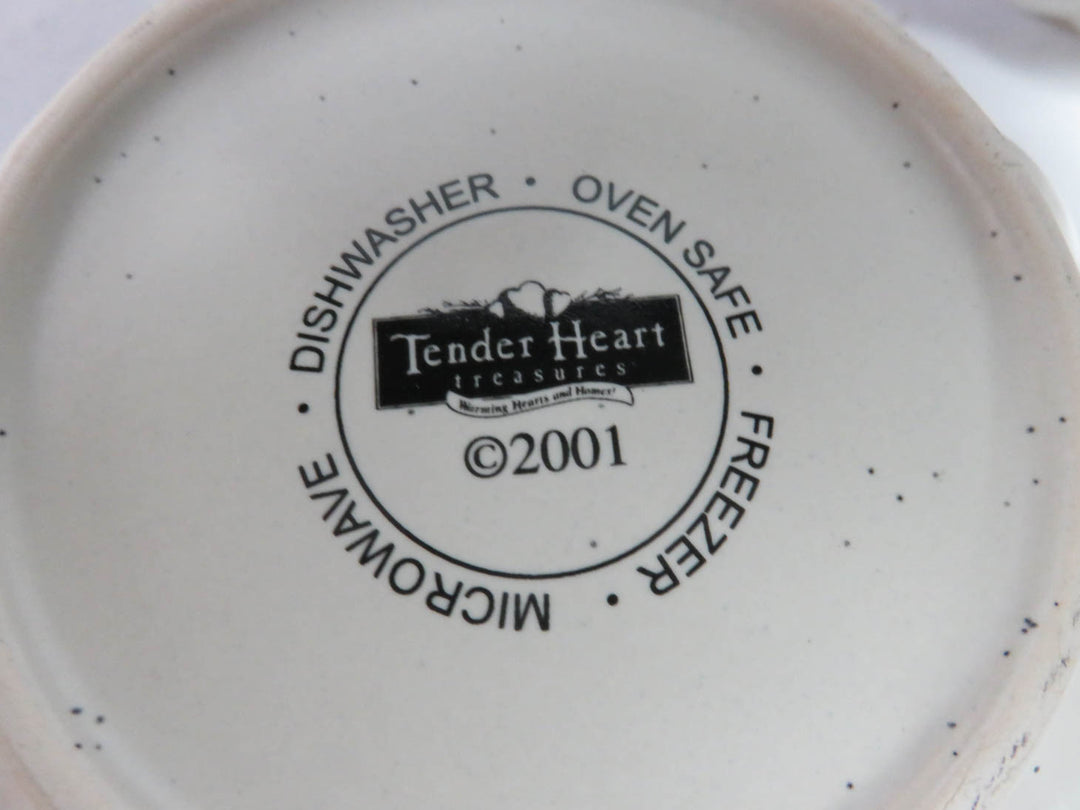 DISHWASHER • OVEN SAFE • FREEZER • MICROWAVE •
Tender Heart
treasures
Warming Hearts and Homes!
©2001